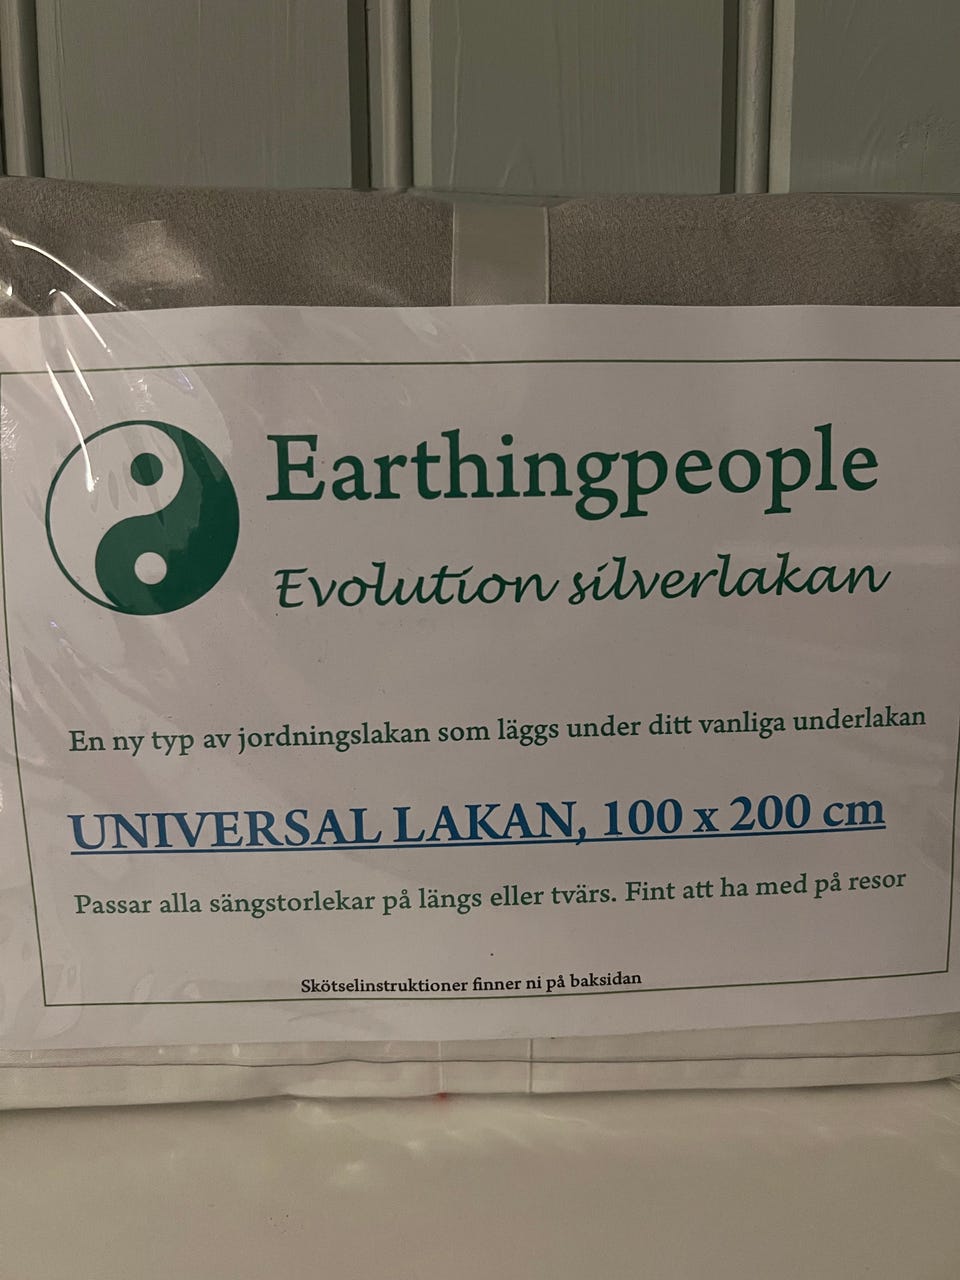 Earthingpeople
Evolution silverlakan
En ny typ av jordningslakan som läggs under ditt vanliga underlakan
UNIVERSAL LAKAN, 100 x 200 cm
Passar alla sängstorlekar på längs eller tvärs. Fint att ha med på resor
Skötselinstruktioner finner ni på baksidan